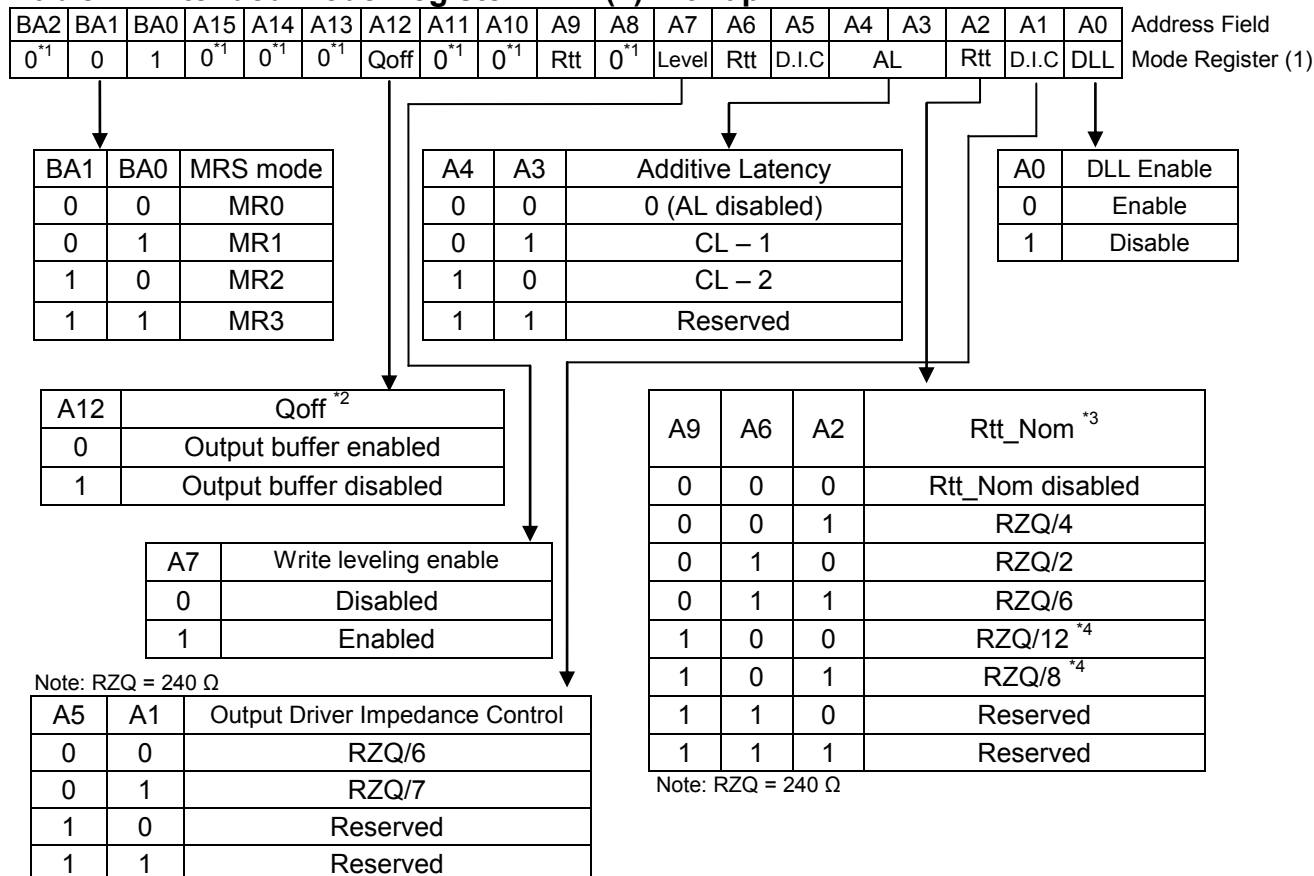 BA2 BA1 BA0 A15 A14 A13 A12 A11 A10 A9 A8 A7 A6 A5 A4 A3 A2 A1 A0 Address Field
0*1 0 1 0*1 0*1 0*1 Qoff 0*1 0*1 Rtt 0*1 Level Rtt D.I.C AL Rtt D.I.C DLL Mode Register (1)
BA1 BA0 MRS mode
0 0 MR0
0 1 MR1
1 0 MR2
1 1 MR3
A4 A3 Additive Latency
0 0 0 (AL disabled)
0 1 CL – 1
1 0 CL – 2
1 1 Reserved
A0 DLL Enable
0 Enable
1 Disable
A12 Qoff *2
0 Output buffer enabled
1 Output buffer disabled
A9 A6 A2 Rtt_Nom *3
0 0 0 Rtt_Nom disabled
0 0 1 RZQ/4
0 1 0 RZQ/2
0 1 1 RZQ/6
1 0 0 RZQ/12 *4
1 0 1 RZQ/8 *4
1 1 0 Reserved
1 1 1 Reserved
Note: RZQ = 240 Ω
A7 Write leveling enable
0 Disabled
1 Enabled
Note: RZQ = 240 Ω
A5 A1 Output Driver Impedance Control
0 0 RZQ/6
0 1 RZQ/7
1 0 Reserved
1 1 Reserved